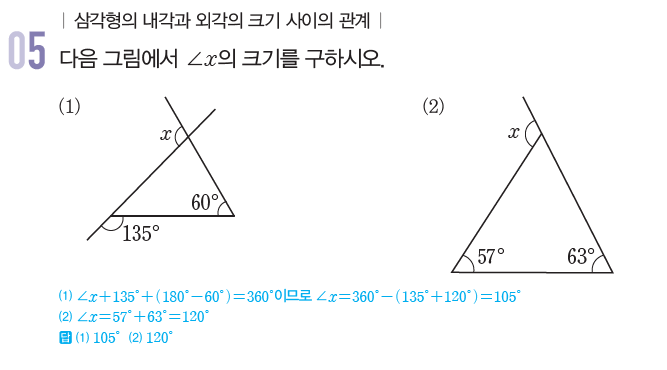 | 삼각형의 내각과 외각의 크기 사이의 관계 |
05 다음 그림에서 ∠x의 크기를 구하시오.
(1) (2)
x x
60°
135° 57° 63°
(1) ∠x+135°+(180°-60°)=360°이므로 ∠x=360°-(135°+120°)=105°
(2) ∠x=57°+63°=120°
답 (1) 105° (2) 120°